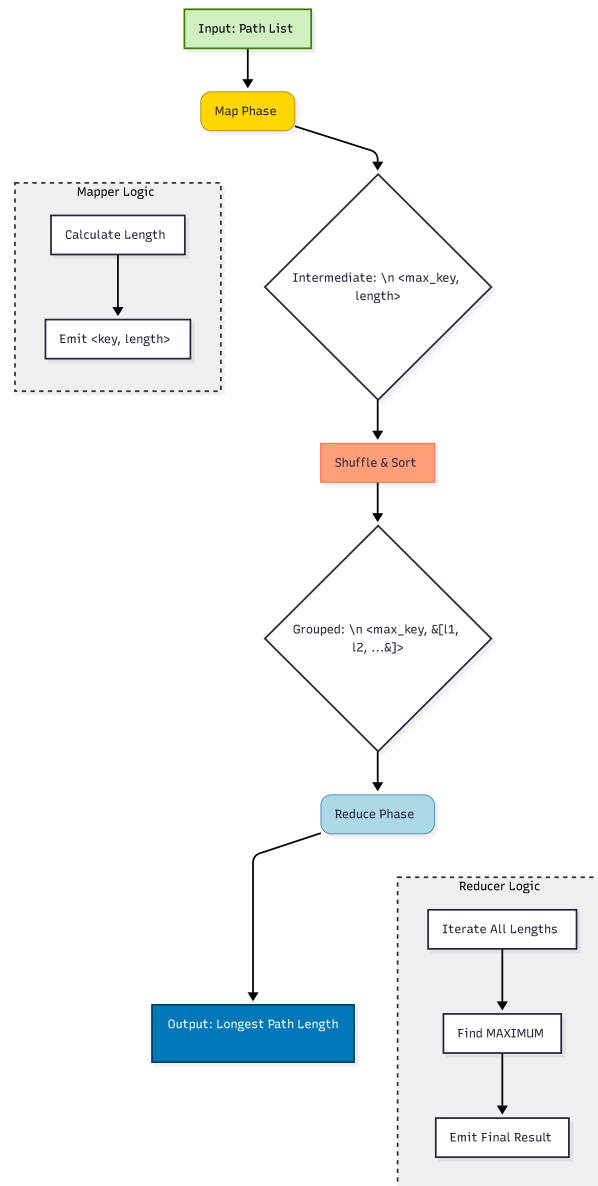 Input: Path List
Map Phase
Mapper Logic
Calculate Length
Emit <key, length>
Intermediate: \n <max_key,
length>
Shuffle & Sort
Grouped: \n <max_key, &[l1,
l2, ...&]>
Reduce Phase
Reducer Logic
Iterate All Lengths
Output: Longest Path Length
Find MAXIMUM
Emit Final Result